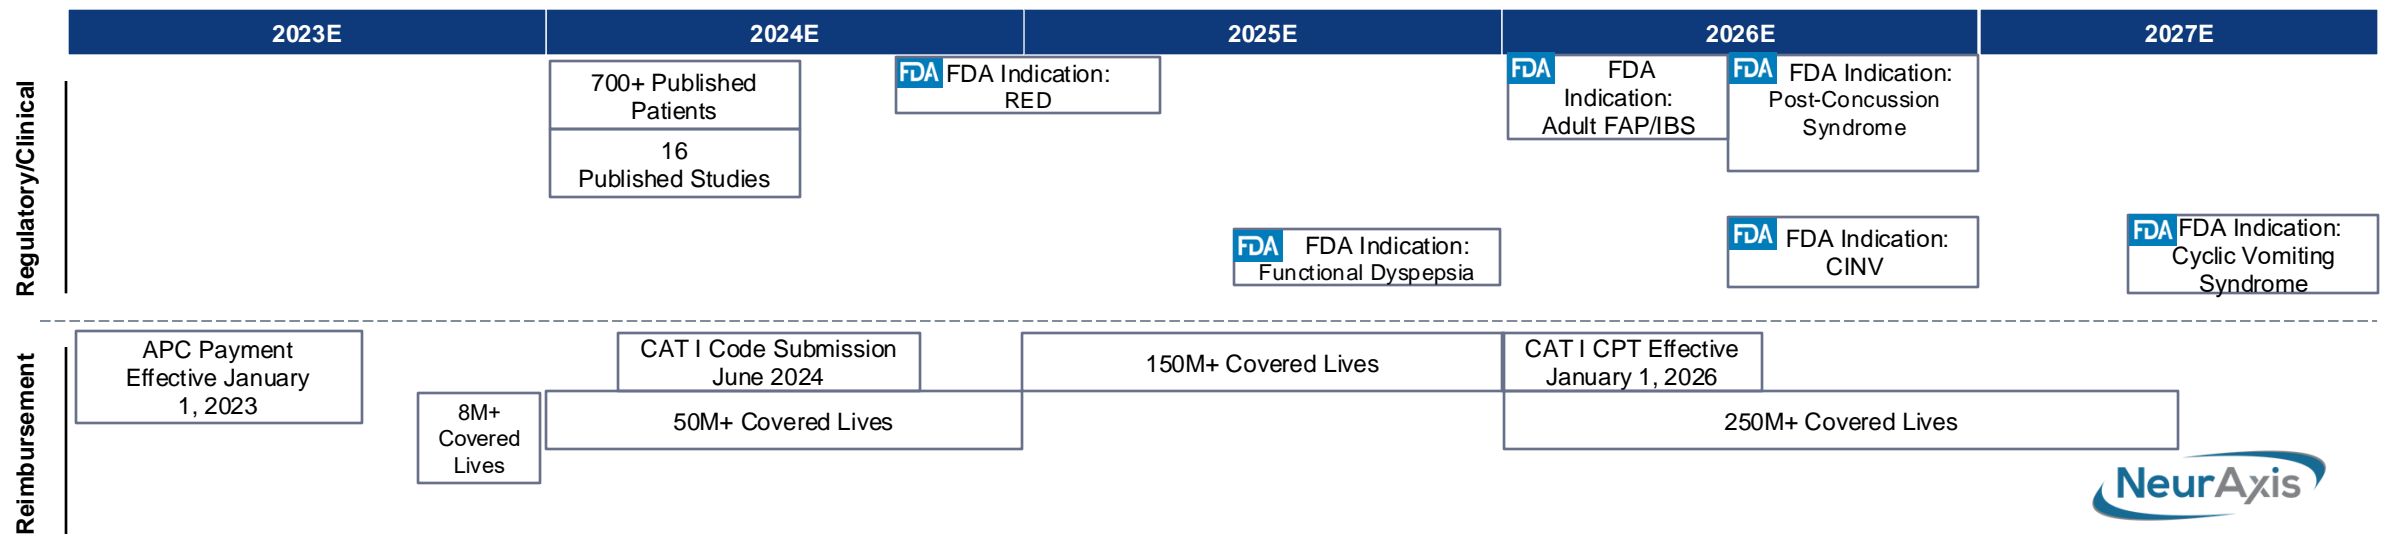 2023E
2024E
2025E
2026E
2027E
Regulatory/Clinical
700+ Published
Patients
16
Published Studies
FDA
FDA Indication:
RED
FDA
FDA Indication:
Functional Dyspepsia
FDA
FDA
Indication:
Adult FAP/IBS
FDA
FDA Indication:
Post-Concussion
Syndrome
FDA
FDA Indication:
CINV
FDA
FDA Indication:
Cyclic Vomiting
Syndrome
Reimbursement
APC Payment
Effective January
1, 2023
8M+
Covered
Lives
CAT I Code Submission
June 2024
50M+ Covered Lives
150M+ Covered Lives
CAT I CPT Effective
January 1, 2026
250M+ Covered Lives
NeurAxis